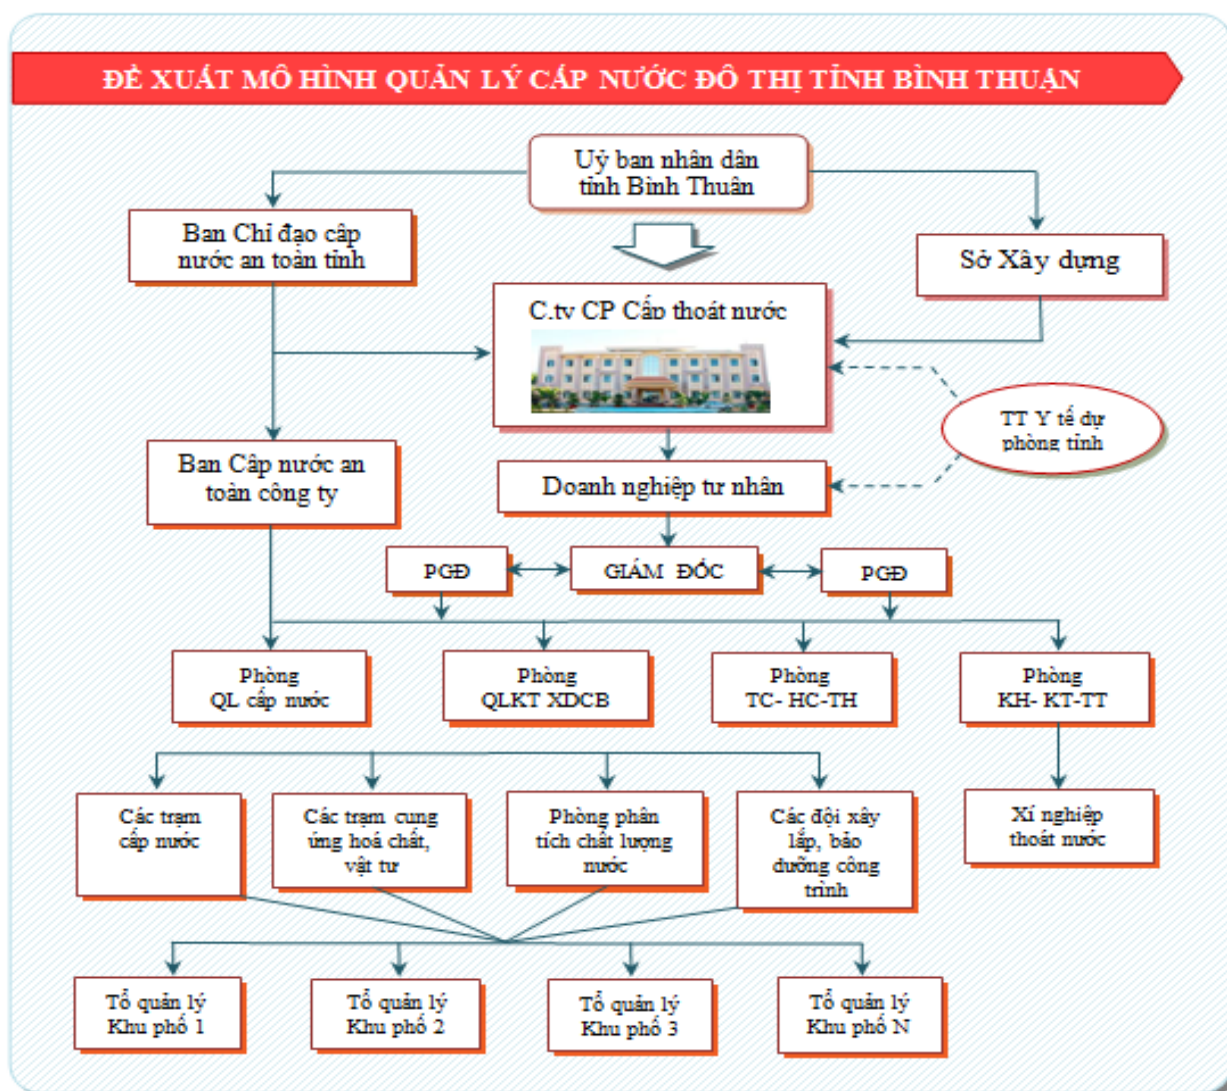 ĐỀ XUẤT MÔ HÌNH QUẢN LÝ CẤP NƯỚC ĐÔ THỊ TỈNH BÌNH THUẬN
Uỷ ban nhân dân
tỉnh Bình Thuân
Ban Chỉ đạo câp
nước an toàn tỉnh
Sở Xây dựng
C.ty CP Cấp thoát nước
TT Y tế dự
phòng tỉnh
Ban Câp nước an
toàn công ty
Doanh nghiệp tư nhân
PGĐ
GIÁM ĐỐC
PGĐ
Phòng
QL cấp nước
Phòng
QLKT XDCB
Phòng
TC- HC-TH
Phòng
KH- KT-TT
Các trạm
cấp nước
Các trạm cung
ứng hoá chất,
vật tư
Phòng phân
tích chất lượng
nước
Các đội xây
lắp, bảo
dưỡng công
trình
Xí nghiệp
thoát nước
Tổ quản lý
Khu phố 1
Tổ quản lý
Khu phố 2
Tổ quản lý
Khu phố 3
Tổ quản lý
Khu phố N